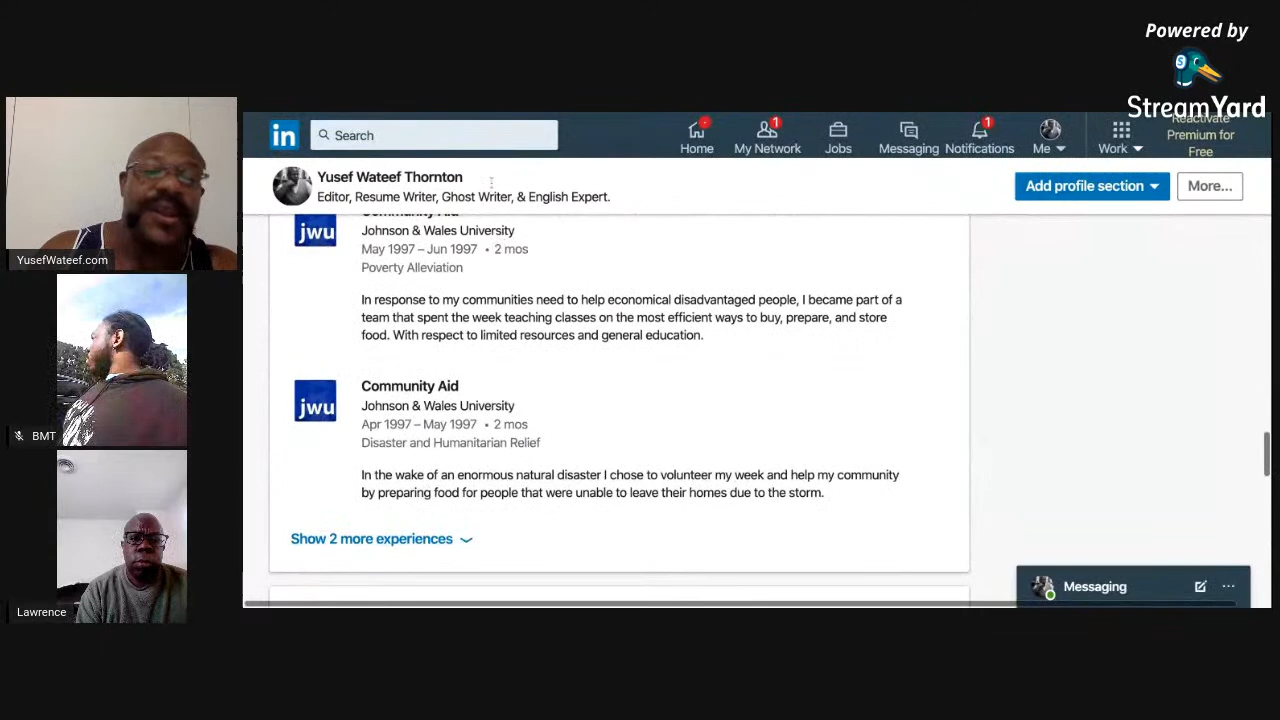 Powered by
StreamYard
in
Search
Home
1
My Network
Jobs
Messaging
1
Notifications
Me
Work
Reactivate
Premium for
Free
Yusef Wateef Thornton
Editor, Resume Writer, Ghost Writer, & English Expert.
Add profile section
More...
Community Aid
jwu
Johnson & Wales University
May 1997 – Jun 1997 • 2 mos
Poverty Alleviation
In response to my communities need to help economical disadvantaged people, I became part of a
team that spent the week teaching classes on the most efficient ways to buy, prepare, and store
food. With respect to limited resources and general education.
jwu
Community Aid
Johnson & Wales University
Apr 1997 – May 1997 • 2 mos
Disaster and Humanitarian Relief
In the wake of an enormous natural disaster I chose to volunteer my week and help my community
by preparing food for people that were unable to leave their homes due to the storm.
Show 2 more experiences
Messaging
YusefWateef.com
BMT
Lawrence